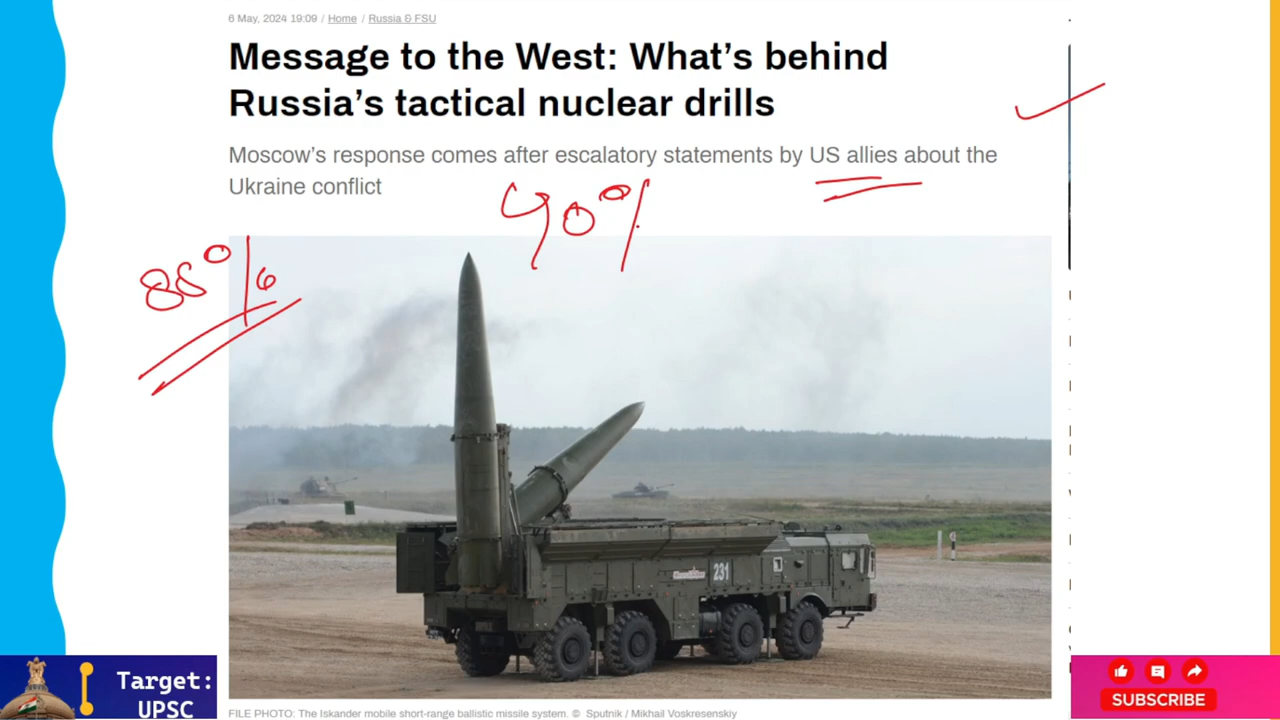 6 May, 2024 19:09 / Home / Russia & FSU
Message to the West: What's behind
Russia's tactical nuclear drills
Moscow's response comes after escalatory statements by US allies about the
Ukraine conflict
90%
231
FILE PHOTO: The Iskander mobile short-range ballistic missile system. © Sputnik / Mikhail Voskresenskiy
Target:
UPSC
SUBSCRIBE